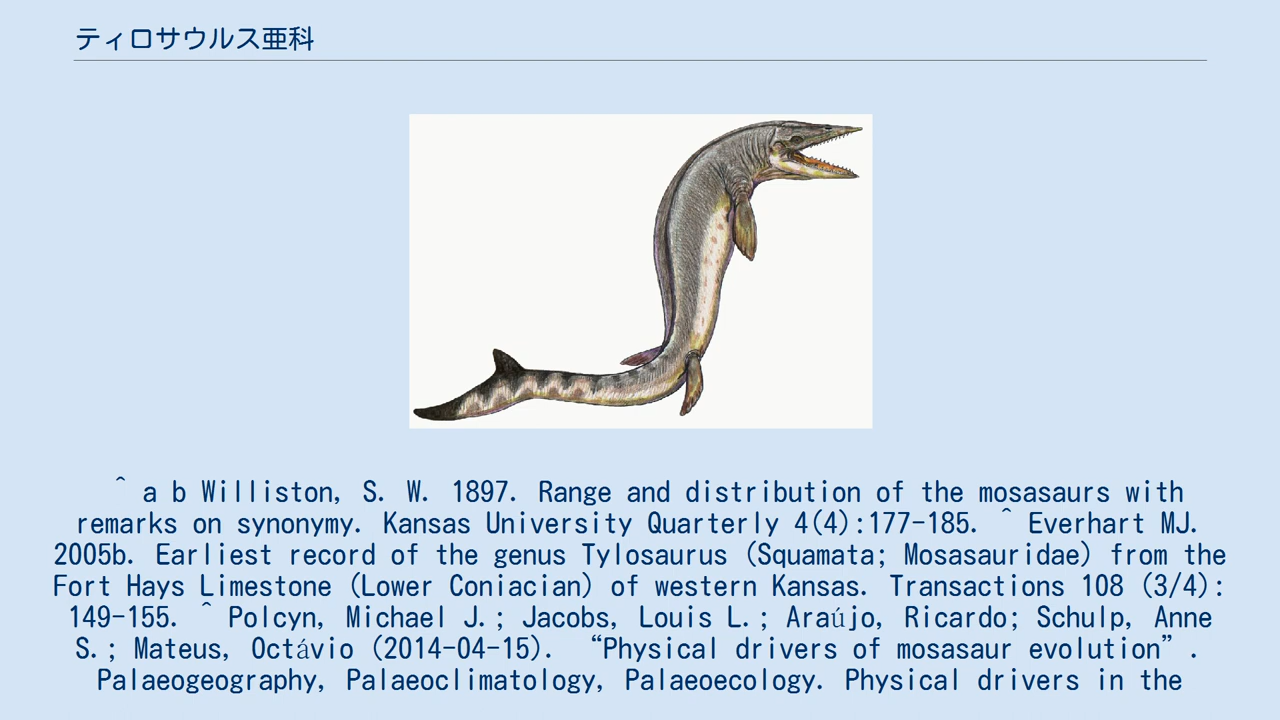 ティロサウルス亜科
^ a b Williston, S. W. 1897. Range and distribution of the mosasaurs with
remarks on synonymy. Kansas University Quarterly 4(4):177-185. ^ Everhart MJ.
2005b. Earliest record of the genus Tylosaurus (Squamata; Mosasauridae) from the
Fort Hays Limestone (Lower Coniacian) of western Kansas. Transactions 108 (3/4):
149-155. ^ Polcyn, Michael J.; Jacobs, Louis L.; Araújo, Ricardo; Schulp, Anne
S.; Mateus, Octávio (2014-04-15). “Physical drivers of mosasaur evolution”.
Palaeogeography, Palaeoclimatology, Palaeoecology. Physical drivers in the